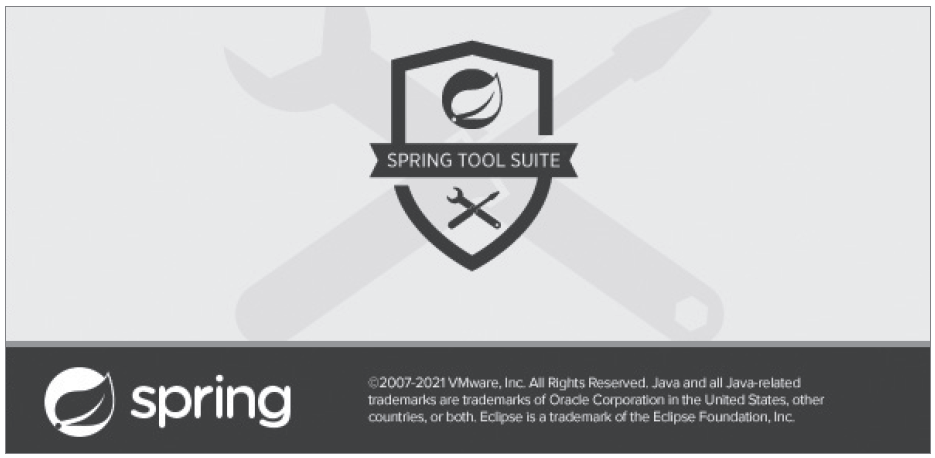 SPRING TOOL SUITE
spring
©2007-2021 VMware, Inc. All Rights Reserved. Java and all Java-related
trademarks are trademarks of Oracle Corporation in the United States, other
countries, or both. Eclipse is a trademark of the Eclipse Foundation, Inc.